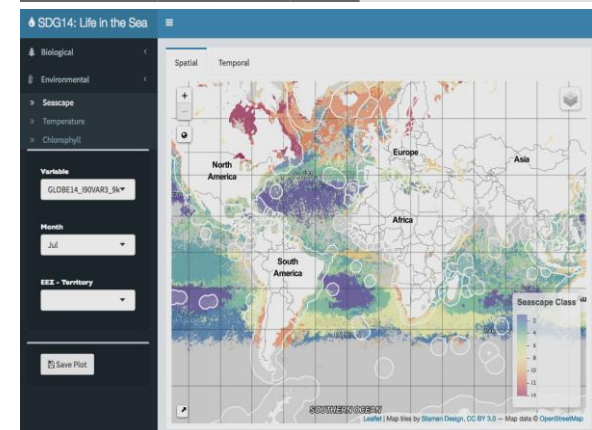 SDG14: Life in the Sea
Biological
Environmental
Seascape
Temperature
Chlorophyll
Variable
GLOBE14_I90VAR3_9k
Month
Jul
EEZ - Territory
Save Plot
Spatial
Temporal
+
-
North
America
Europe
Asia
Africa
South
America
Seascape Class
2
4
6
8
10
12
14
SOUTHERN OCEAN
Leaflet | Map tiles by Stamen Design, CC BY 3.0 — Map data © OpenStreetMap